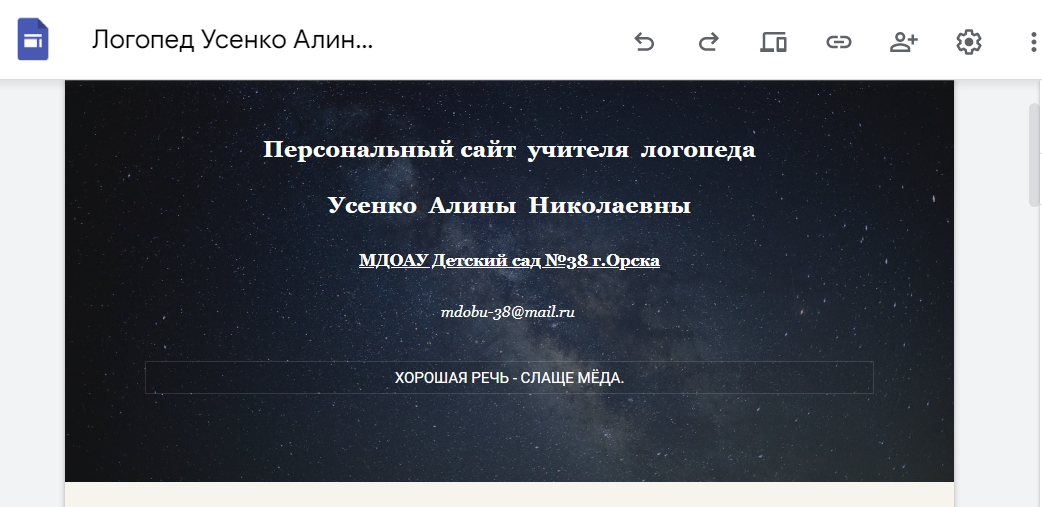 Логопед Усенко Алин...
Персональный сайт учителя логопеда
Усенко Алины Николаевны
МДОАУ Детский сад №38 г.Орска
mdobu-38@mail.ru
ХОРОШАЯ РЕЧЬ - СЛАЩЕ МЁДА.